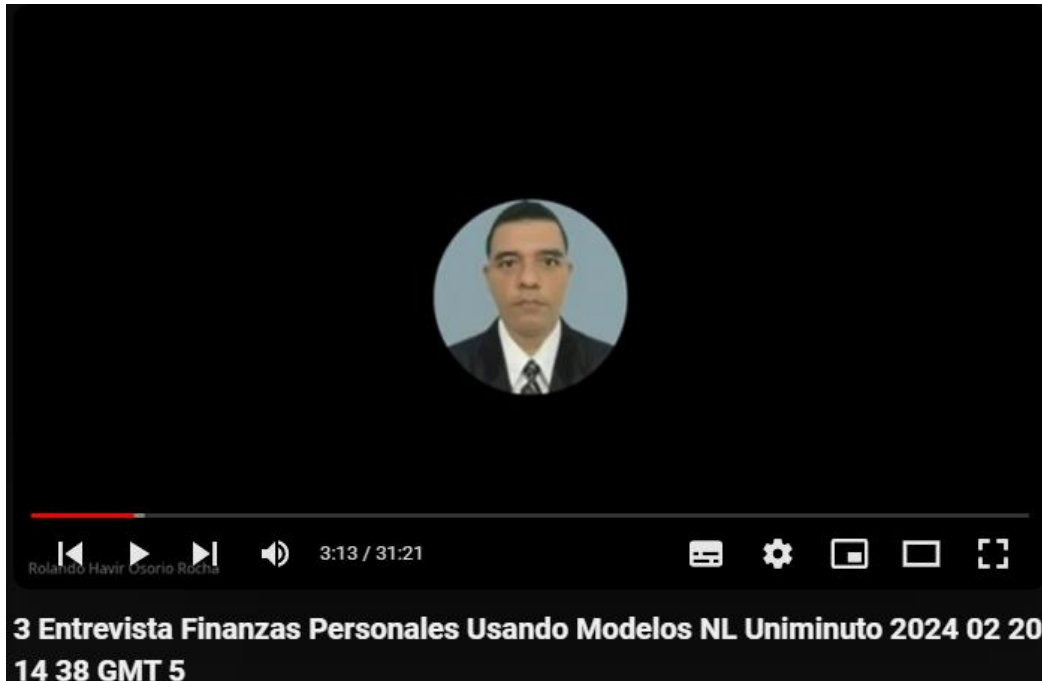 3:13 / 31:21
Rolando Havir Osorio Rocha
3 Entrevista Finanzas Personales Usando Modelos NL Uniminuto 2024 02 20
14 38 GMT 5